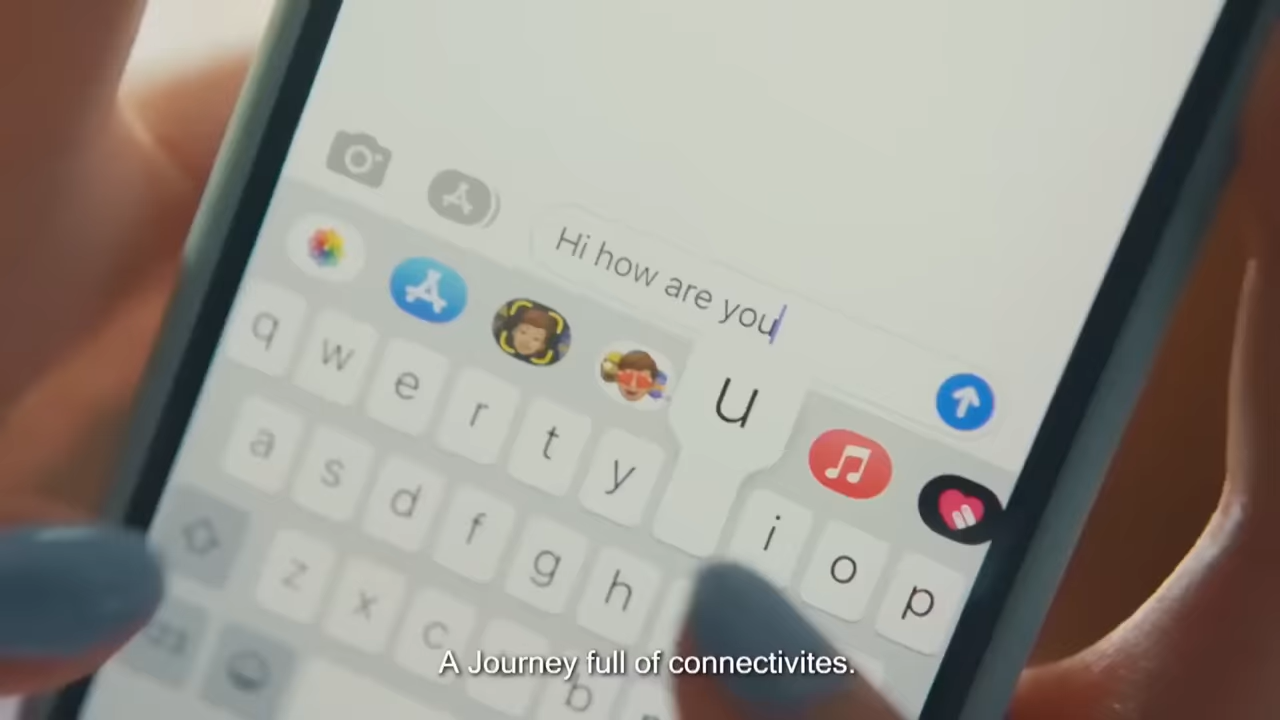 Hi how are you
u
q w e r t y i o p
a s d f g h
z x c b
A Journey full of connectivites.